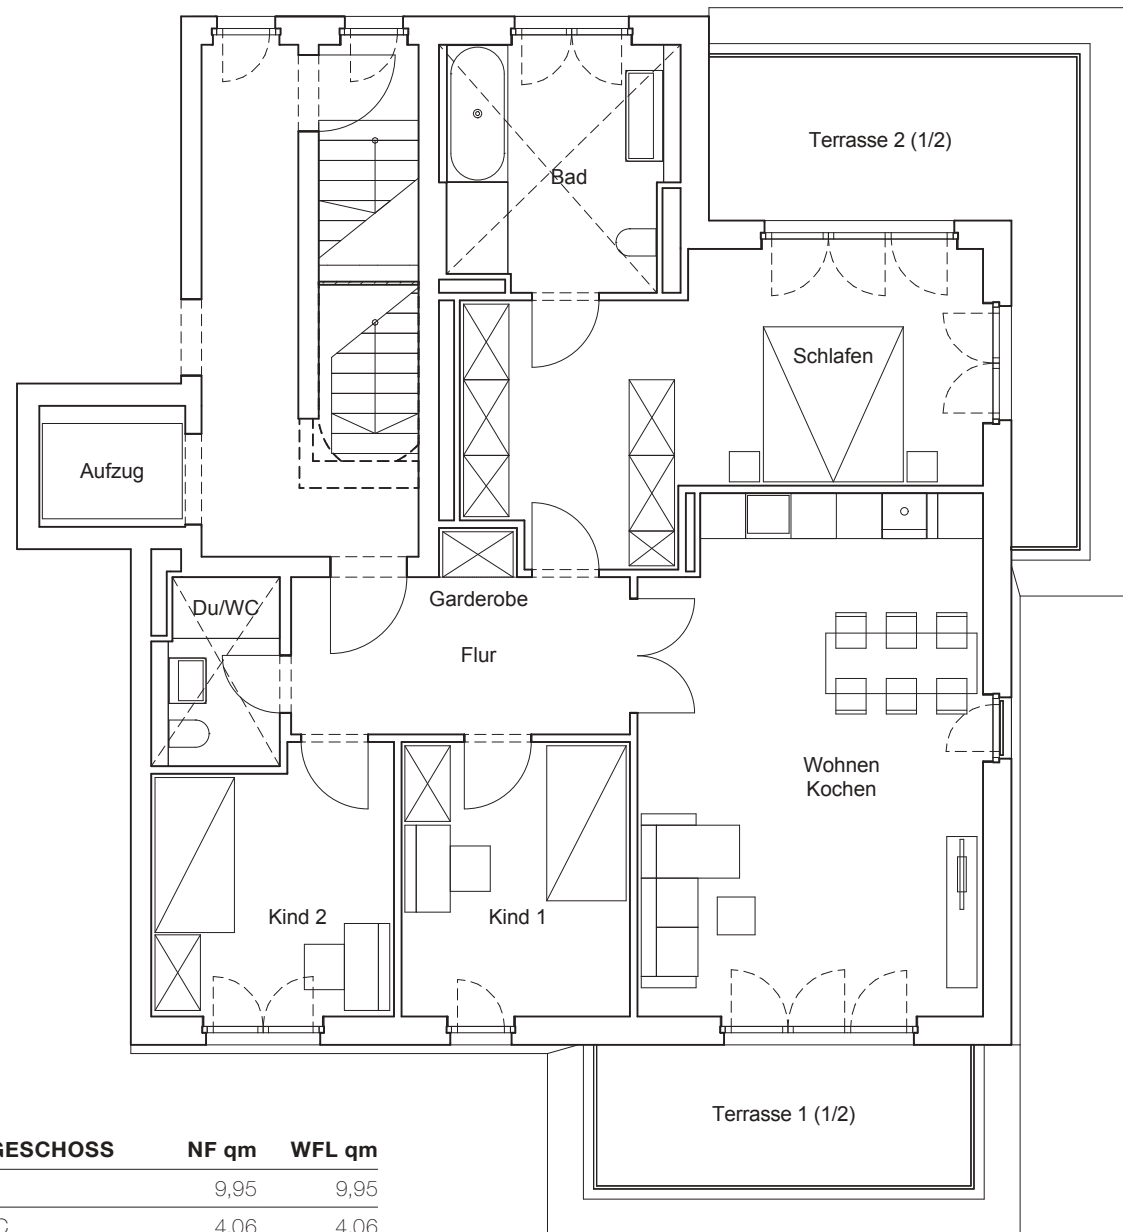 Terrasse 2 (1/2)
Bad
Schlafen
Aufzug
Du/WC
Garderobe
Flur
Wohnen
Kochen
Kind 2
Kind 1
Terrasse 1 (1/2)
GESCHOSS NF qm WFL qm
9,95 9,95
C 4,06 4,06